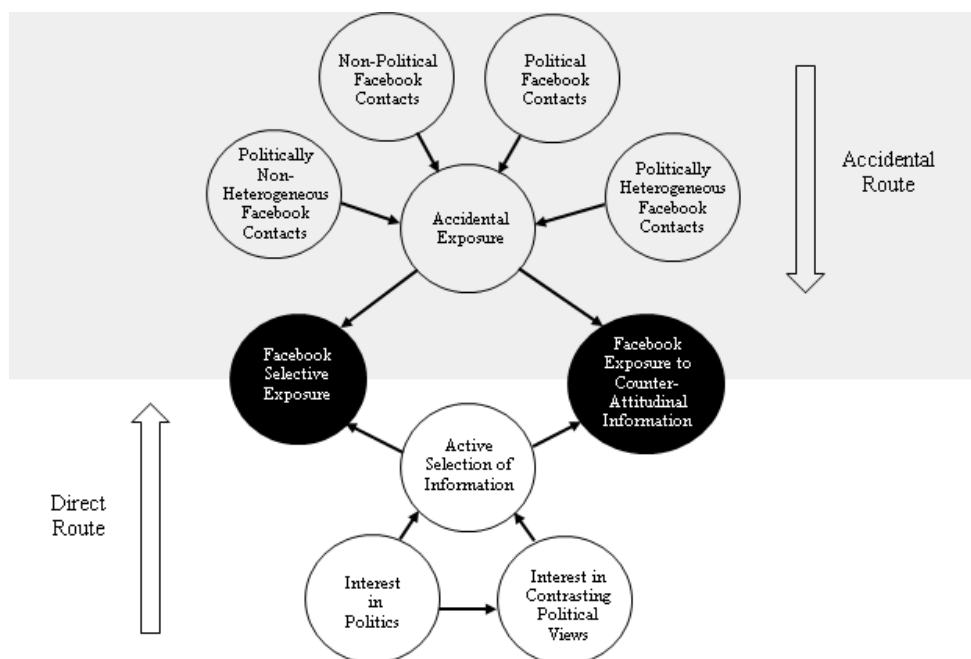 Non-Political
Facebook
Contacts
Political
Facebook
Contacts
Politically
Non-
Heterogeneous
Facebook
Contacts
Accidental
Exposure
Politically
Heterogeneous
Facebook
Contacts
Accidental
Route
Facebook
Selective
Exposure
Facebook
Exposure to
Counter-
Attitudinal
Information
Active
Selection of
Information
Direct
Route
Interest
in
Politics
Interest in
Contrasting
Political
Views